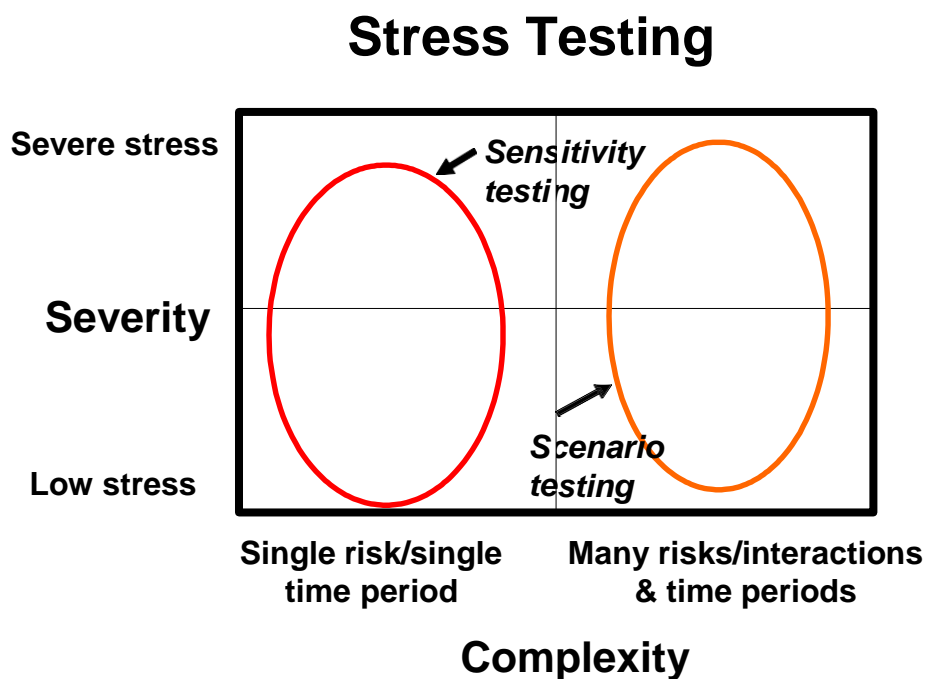 Stress Testing
Severe stress
Sensitivity
testing
Severity
Scenario
testing
Low stress
Single risk/single
time period
Many risks/interactions
& time periods
Complexity